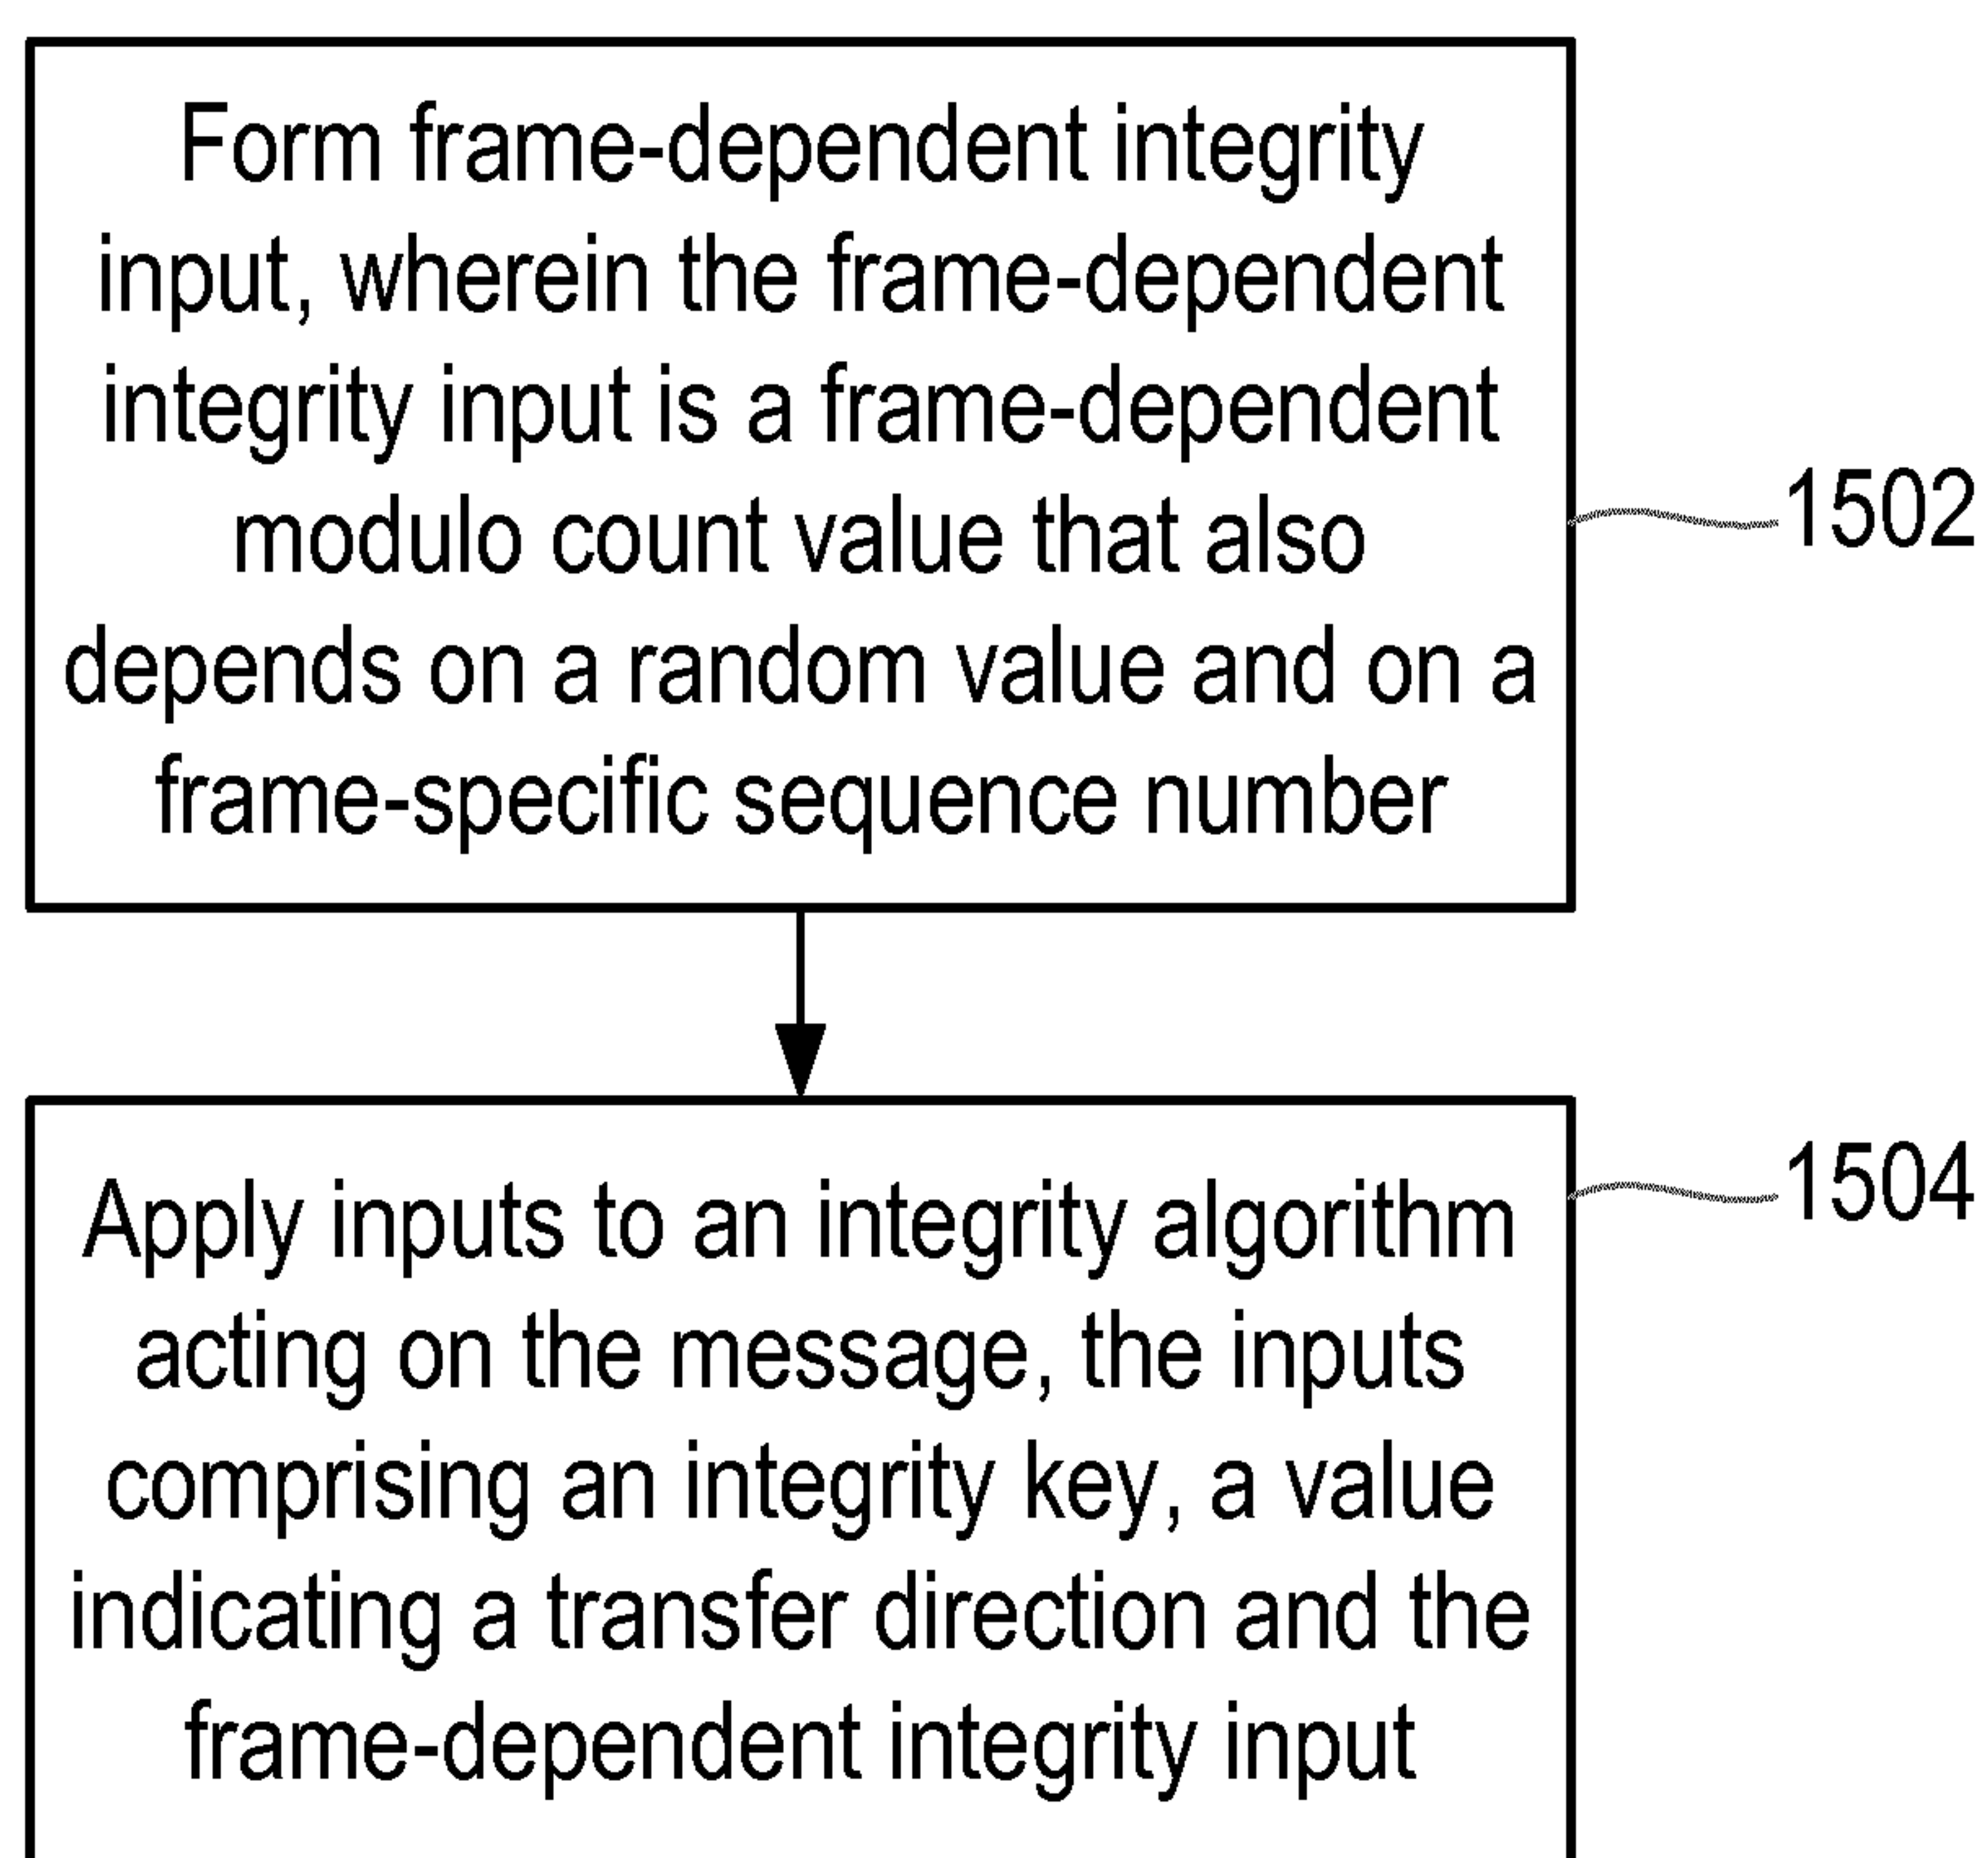 Form frame-dependent integrity
input, wherein the frame-dependent
integrity input is a frame-dependent
modulo count value that also
depends on a random value and on a
frame-specific sequence number
1502
Apply inputs to an integrity algorithm
acting on the message, the inputs
comprising an integrity key, a value
indicating a transfer direction and the
frame-dependent integrity input
1504